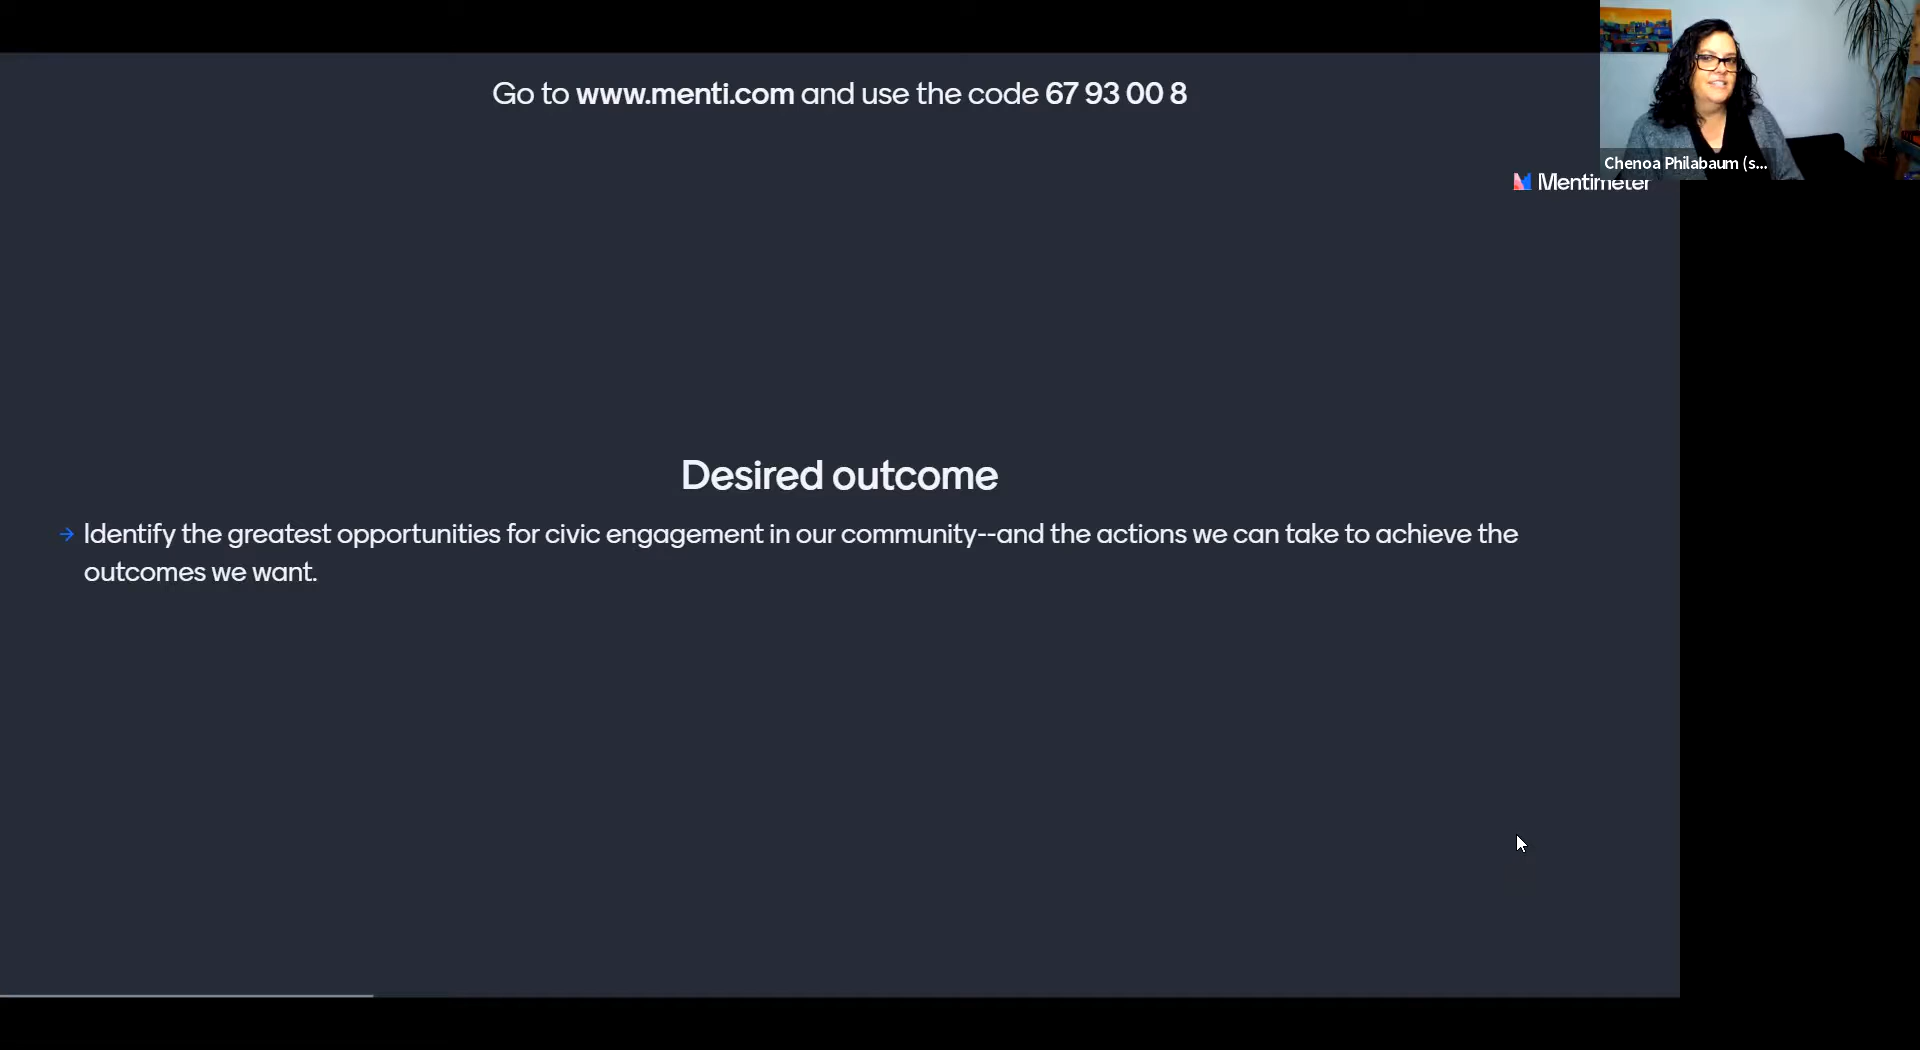 Go to www.menti.com and use the code 67 93 00 8
Chenoa Philabaum (s...
Mentimeter
Desired outcome
→ Identify the greatest opportunities for civic engagement in our community--and the actions we can take to achieve the
outcomes we want.